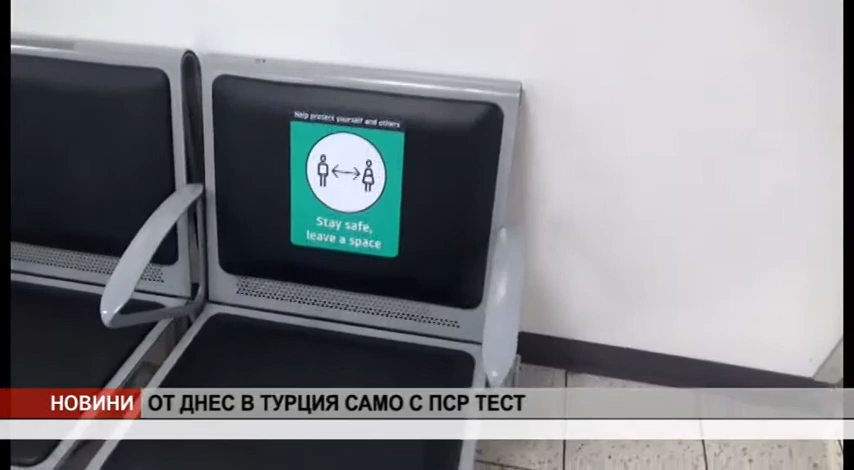 Help protect yourself and others
Stay safe,
leave a space
НОВИНИ ОТ ДНЕС В ТУРЦИЯ САМО С ПСР ТЕСТ